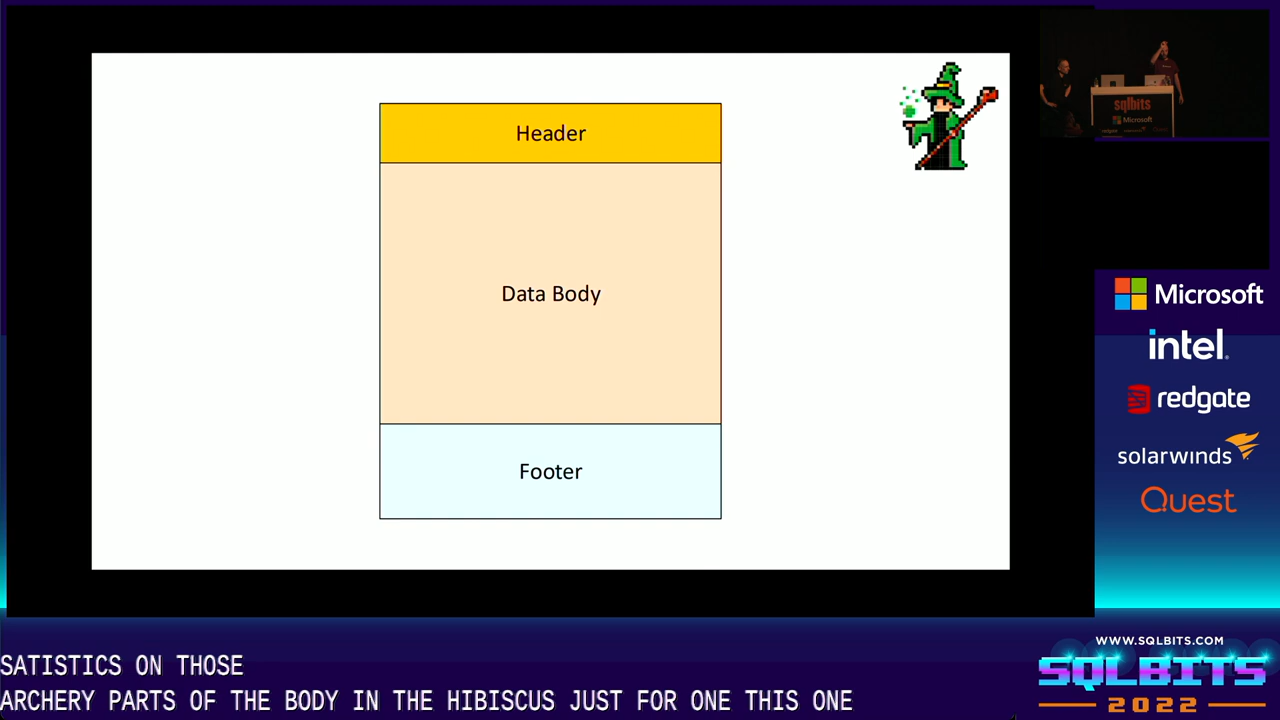 Header
Data Body
Footer
sqlbits
Microsoft
redgate
Microsoft
intel.
redgate
solarwinds
Quest
WWW.SQLBITS.COM
SQLBITS
2022
SATISTICS ON THOSE
ARCHERY PARTS OF THE BODY IN THE HIBISCUS JUST FOR ONE THIS ONE